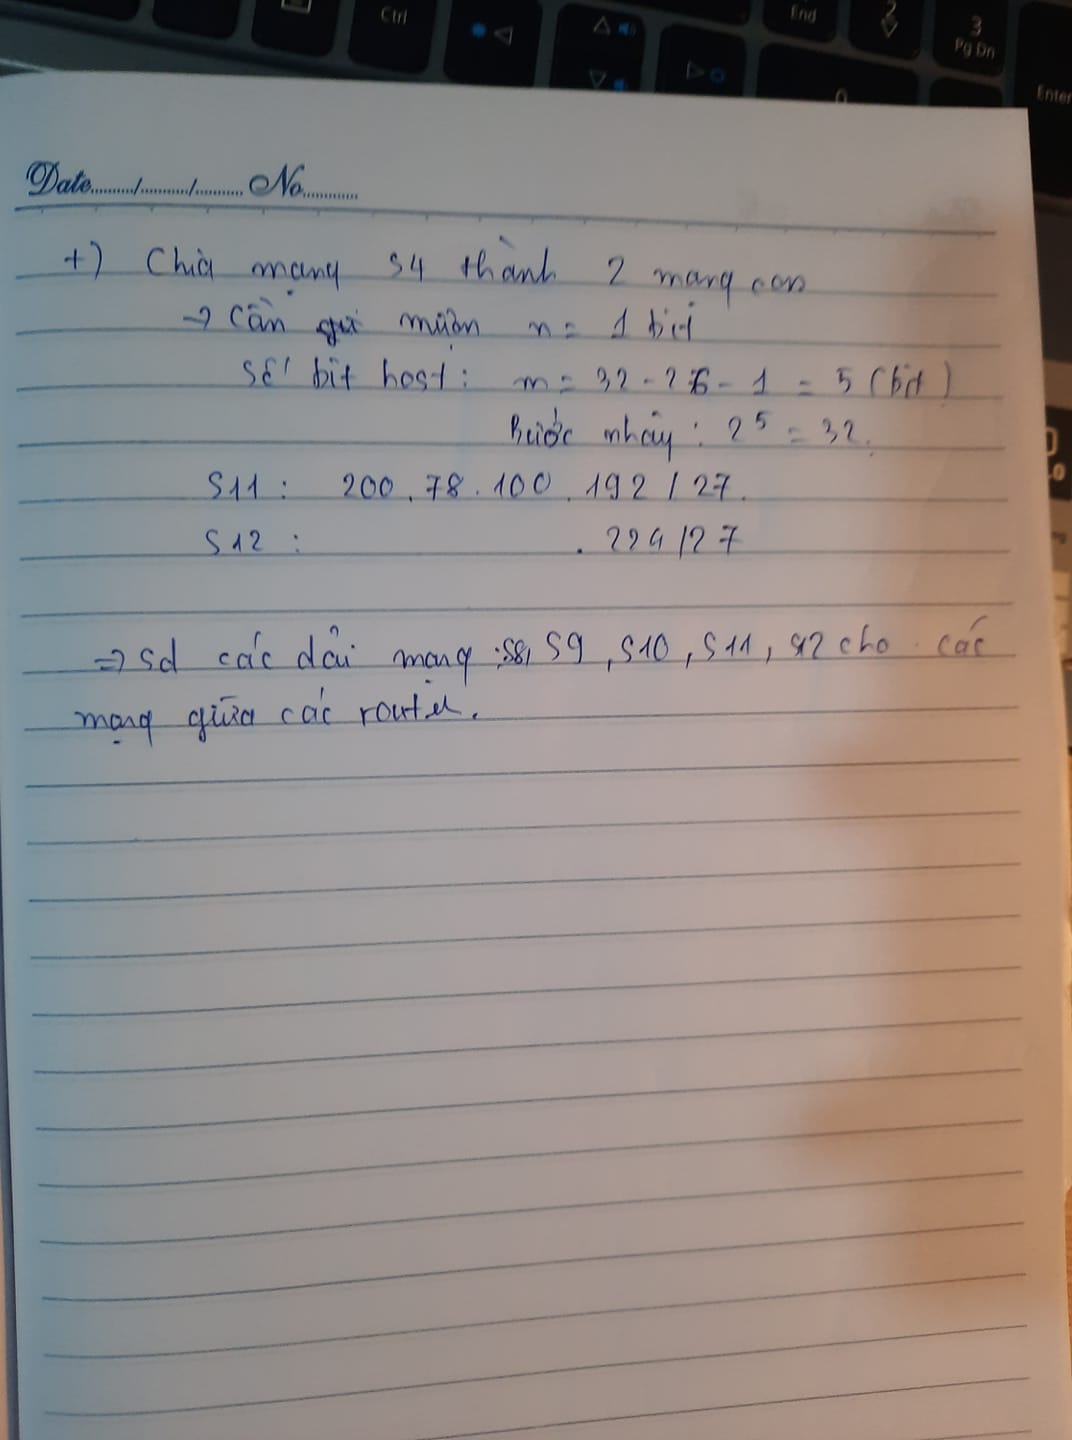 Ctrl
End
2
3
Pg Dn
0
Enter
Date........../........../.......... No............
+) Chia mạng S4 thành 2 mạng con
→ Cần mượn n = 1 bit
Số bit host: m = 32 - 26 - 1 = 5 (bit)
Bước nhảy: 2^5 = 32.
S11: 200.78.100.192/27.
S12: .224/27
=> sd các dải mạng: S8, S9, S10, S11, S12 cho các
mạng giữa các router.